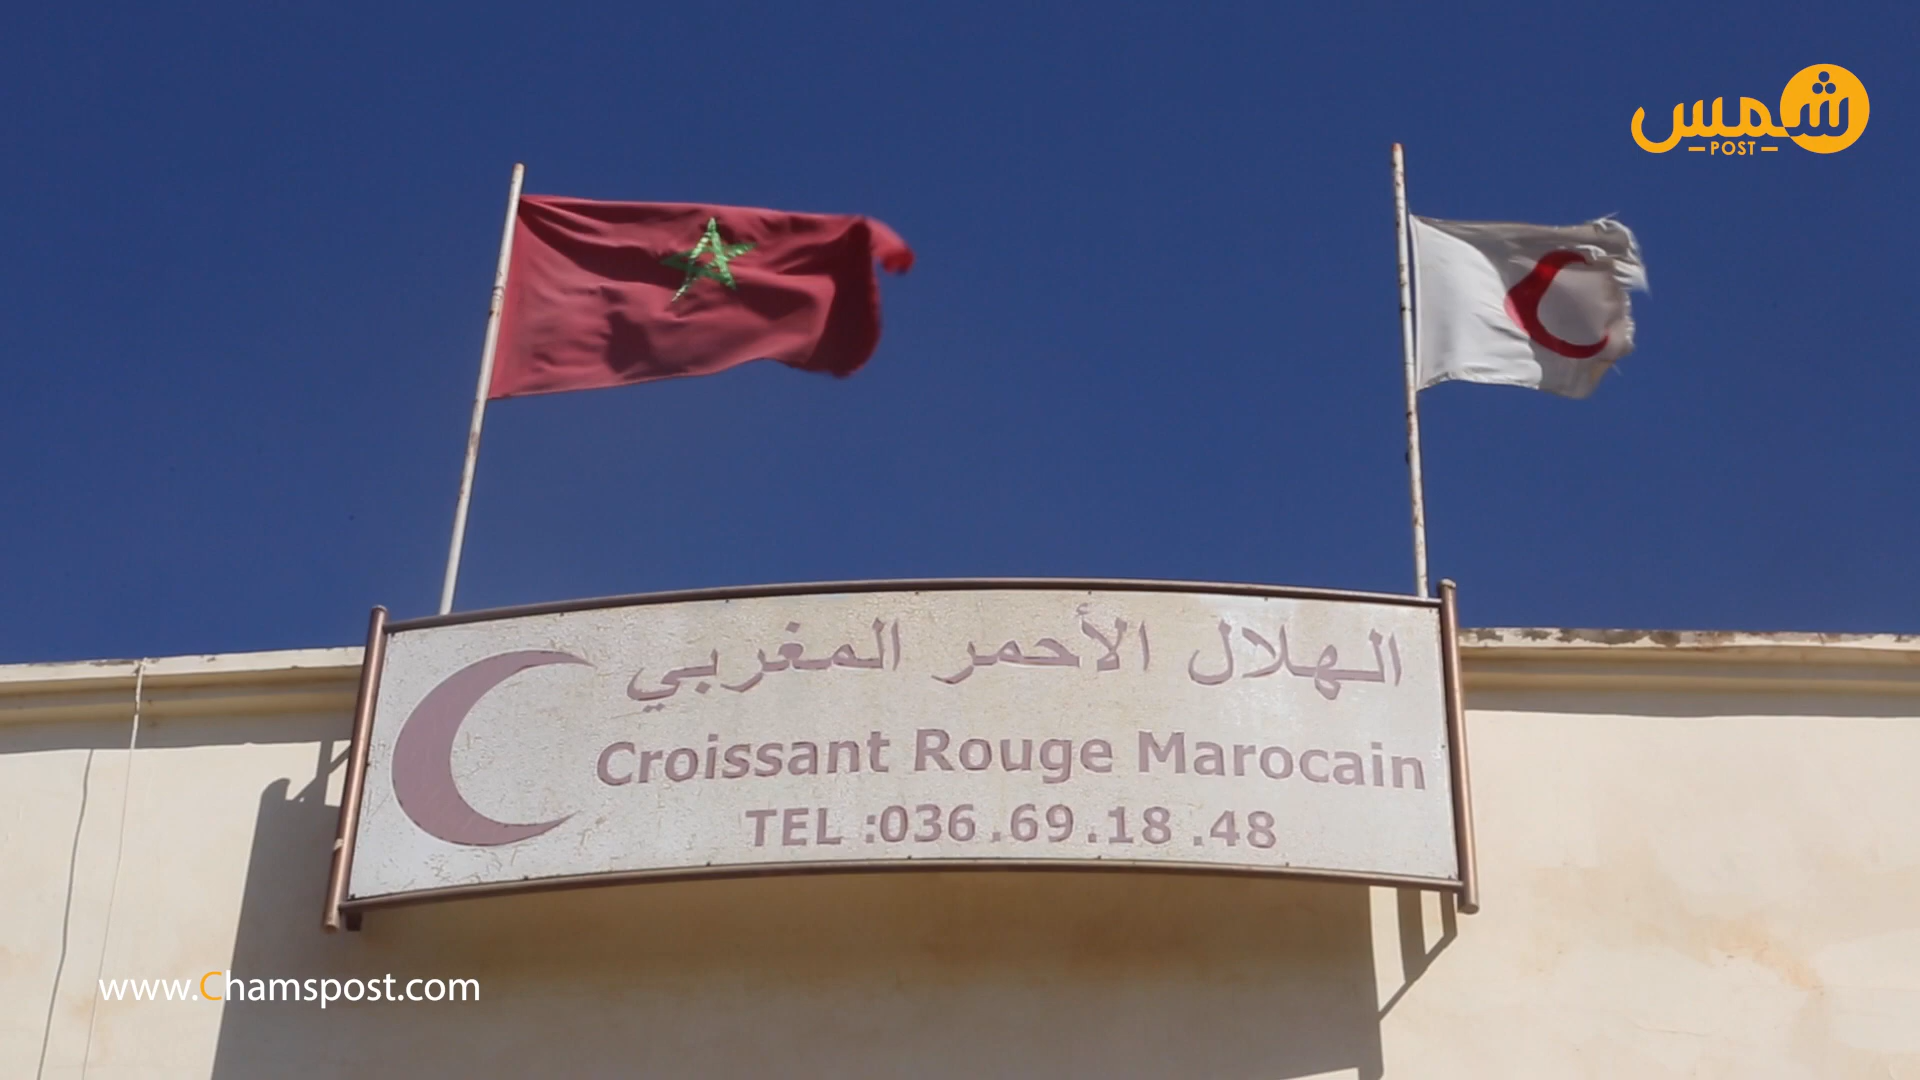 شمس
POST
الهلال الأحمر المغربي
Croissant Rouge Marocain
TEL :036.69.18.48
www.Chamspost.com